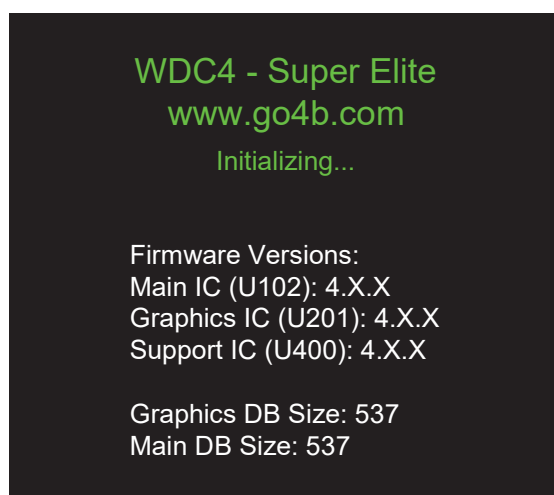 WDC4 - Super Elite
www.go4b.com
Initializing...
Firmware Versions:
Main IC (U102): 4.X.X
Graphics IC (U201): 4.X.X
Support IC (U400): 4.X.X
Graphics DB Size: 537
Main DB Size: 537